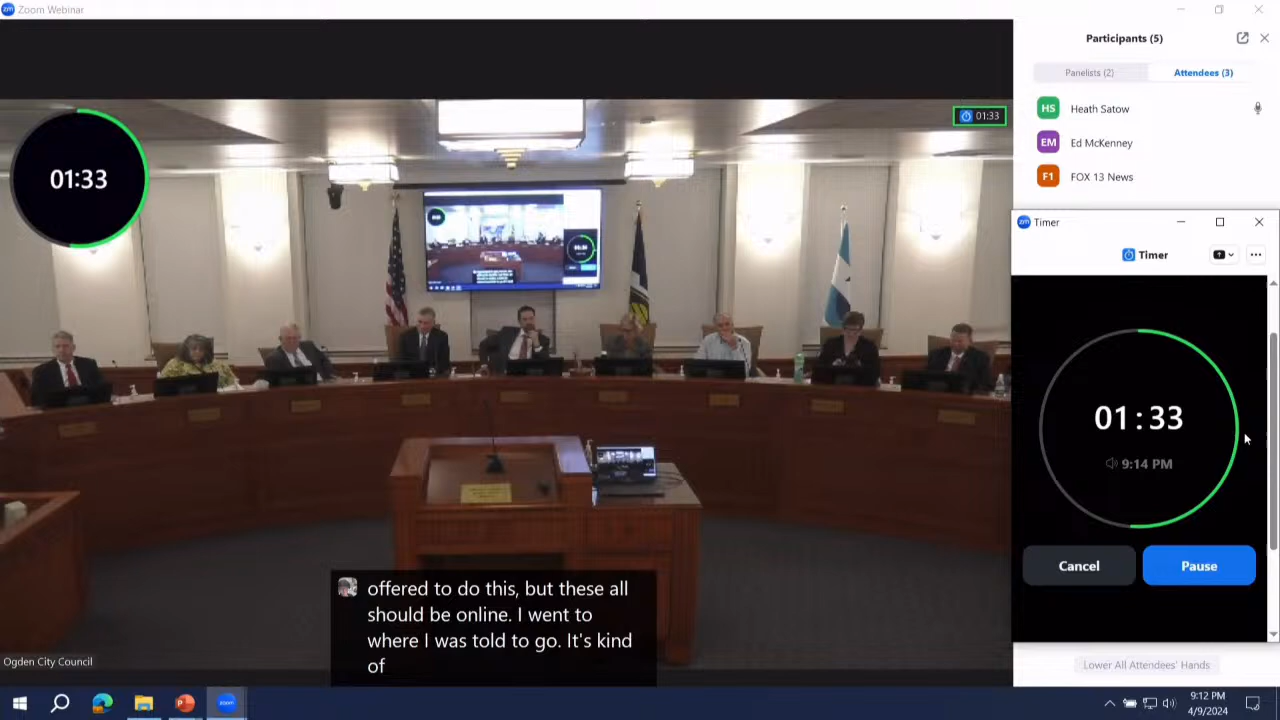 Zoom Webinar
Participants (5)
Panelists (2)
Attendees (3)
HS Heath Satow
EM Ed McKenney
F1 FOX 13 News
01:33
01:33
zm Timer
Timer
01:33
9:14 PM
Cancel
Pause
offered to do this, but these all
should be online. I went to
where I was told to go. It's kind
of
Ogden City Council
Lower All Attendees' Hands
zoom
9:12 PM
4/9/2024